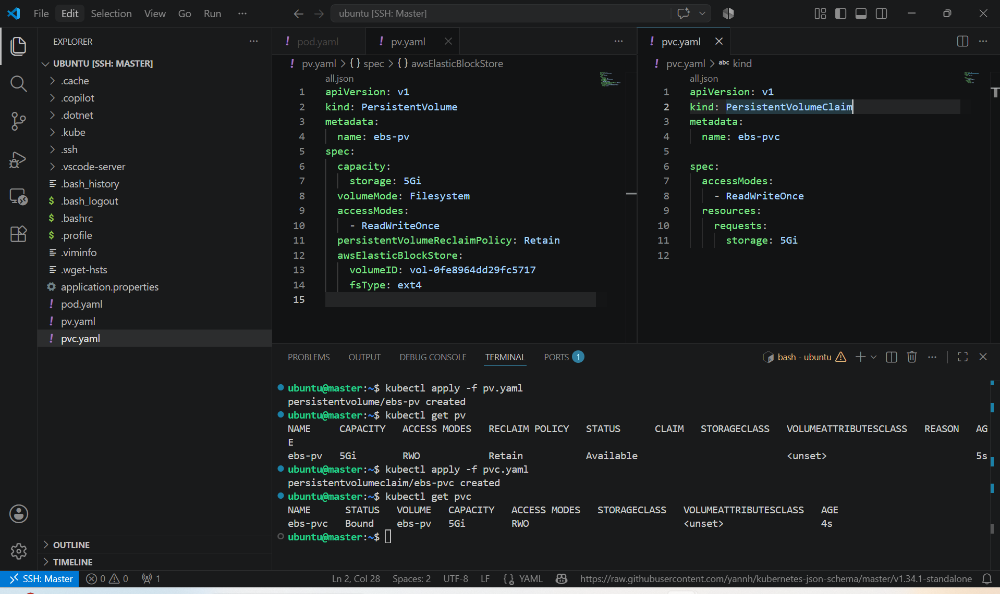 File Edit Selection View Go Run ···
ubuntu [SSH: Master]
EXPLORER
UBUNTU [SSH: MASTER]
.cache
.copilot
.dotnet
.kube
.ssh
.vscode-server
.bash_history
$ .bash_logout
$ .bashrc
$ .profile
.viminfo
.wget-hsts
application.properties
! pod.yaml
! pv.yaml
! pvc.yaml
OUTLINE
TIMELINE
! pod.yaml
! pv.yaml
! pv.yaml > { } spec > { } awsElasticBlockStore
all.json
1 apiVersion: v1
2 kind: PersistentVolume
3 metadata:
4 name: ebs-pv
5 spec:
6 capacity:
7 storage: 5Gi
8 volumeMode: Filesystem
9 accessModes:
10 - ReadWriteOnce
11 persistentVolumeReclaimPolicy: Retain
12 awsElasticBlockStore:
13 volumeID: vol-0fe8964dd29fc5717
14 fsType: ext4
15
! pvc.yaml
! pvc.yaml > abc kind
all.json
1 apiVersion: v1
2 kind: PersistentVolumeClaim
3 metadata:
4 name: ebs-pvc
5
6 spec:
7 accessModes:
8 - ReadWriteOnce
9 resources:
10 requests:
11 storage: 5Gi
12
PROBLEMS OUTPUT DEBUG CONSOLE TERMINAL PORTS 1
bash - ubuntu
ubuntu@master:~$ kubectl apply -f pv.yaml
persistentvolume/ebs-pv created
ubuntu@master:~$ kubectl get pv
NAME CAPACITY ACCESS MODES RECLAIM POLICY STATUS CLAIM STORAGECLASS VOLUMEATTRIBUTESCLASS REASON AG
E
ebs-pv 5Gi RWO Retain Available <unset> 5s
ubuntu@master:~$ kubectl apply -f pvc.yaml
persistentvolumeclaim/ebs-pvc created
ubuntu@master:~$ kubectl get pvc
NAME STATUS VOLUME CAPACITY ACCESS MODES STORAGECLASS VOLUMEATTRIBUTESCLASS AGE
ebs-pvc Bound ebs-pv 5Gi RWO <unset> 4s
ubuntu@master:~$
SSH: Master 0 0 1 Ln 2, Col 28 Spaces: 2 UTF-8 LF YAML https://raw.githubusercontent.com/yannh/kubernetes-json-schema/master/v1.34.1-standalone